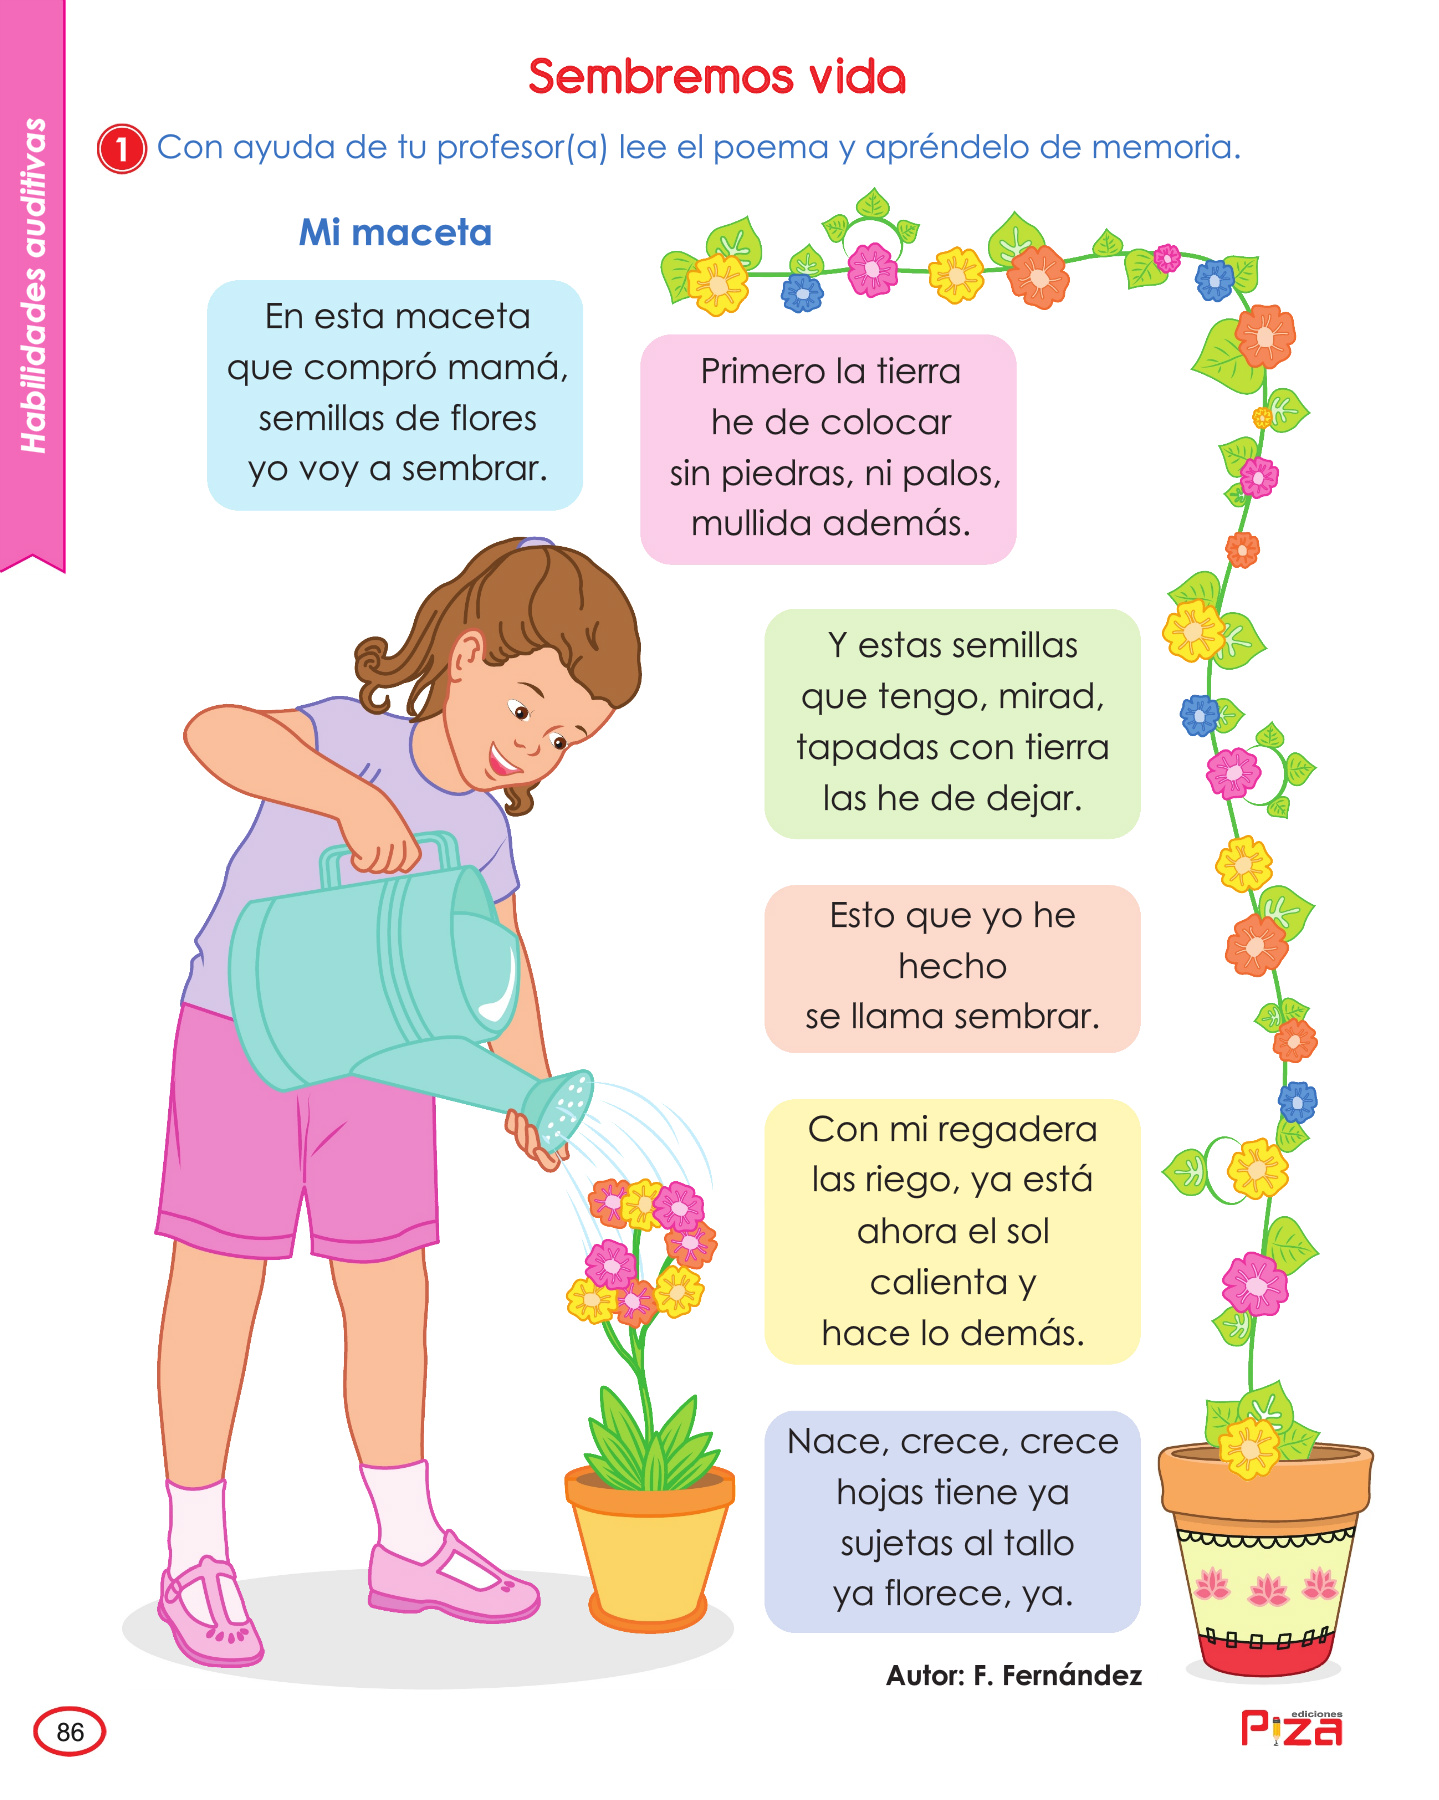 Habilidades auditivas
Sembremos vida
1 Con ayuda de tu profesor(a) lee el poema y apréndelo de memoria.
Mi maceta
En esta maceta
que compró mamá,
semillas de flores
yo voy a sembrar.
Primero la tierra
he de colocar
sin piedras, ni palos,
mullida además.
Y estas semillas
que tengo, mirad,
tapadas con tierra
las he de dejar.
Esto que yo he
hecho
se llama sembrar.
Con mi regadera
las riego, ya está
ahora el sol
calienta y
hace lo demás.
Nace, crece, crece
hojas tiene ya
sujetas al tallo
ya florece, ya.
Autor: F. Fernández
86
ediciones
Piza